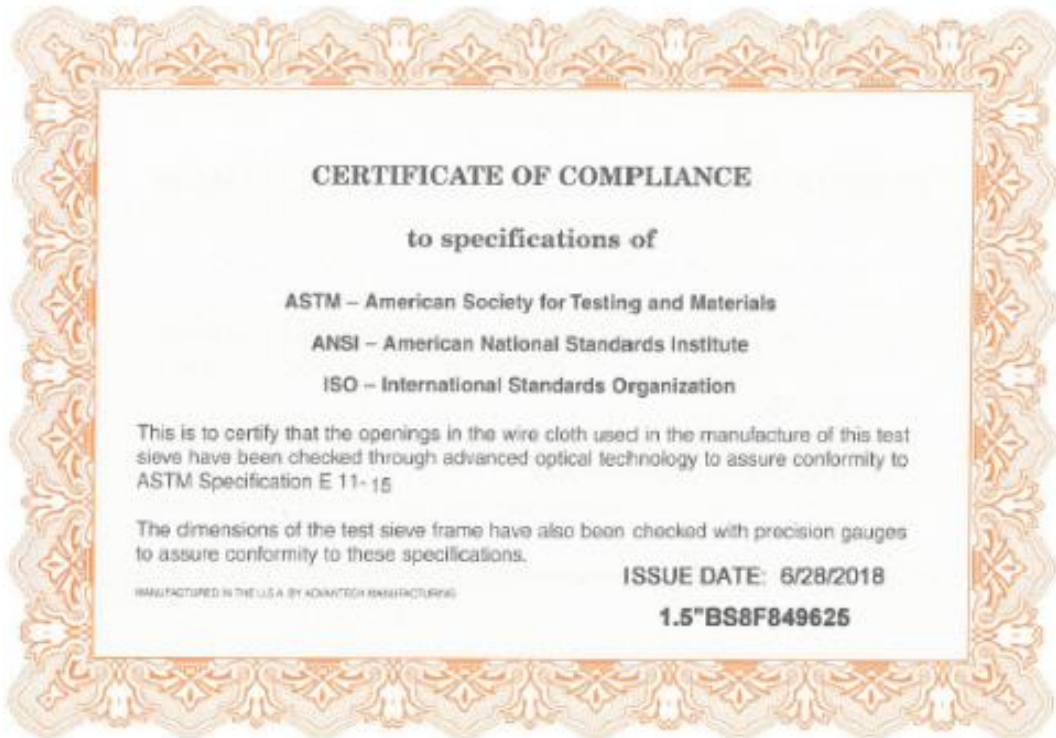 CERTIFICATE OF COMPLIANCE
to specifications of
ASTM – American Society for Testing and Materials
ANSI – American National Standards Institute
ISO – International Standards Organization
This is to certify that the openings in the wire cloth used in the manufacture of this test
sieve have been checked through advanced optical technology to assure conformity to
ASTM Specification E 11-15
The dimensions of the test sieve frame have also been checked with precision gauges
to assure conformity to these specifications.
ISSUE DATE: 6/28/2018
MANUFACTURED IN THE U.S.A. BY ADVANTECH MANUFACTURING
1.5"BS8F849625